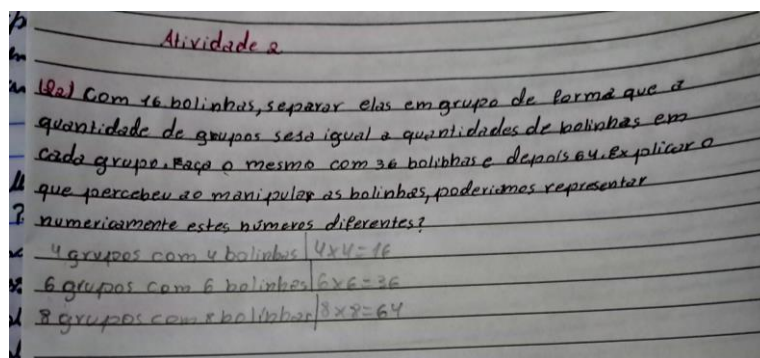 Atividade 2
(Q2) Com 16 bolinhas, separar elas em grupo de forma que a
quantidade de grupos seja igual a quantidades de bolinhas em
cada grupo. Faça o mesmo com 36 bolibhas e depois 64. Explicar o
que percebeu ao manipular as bolinhas, poderiamos representar
numericamente estes números diferentes?
4 grupos com 4 bolinhas | 4x4=16
6 grupos com 6 bolinhas | 6x6=36
8 grupos com 8 bolinhas | 8x8=64